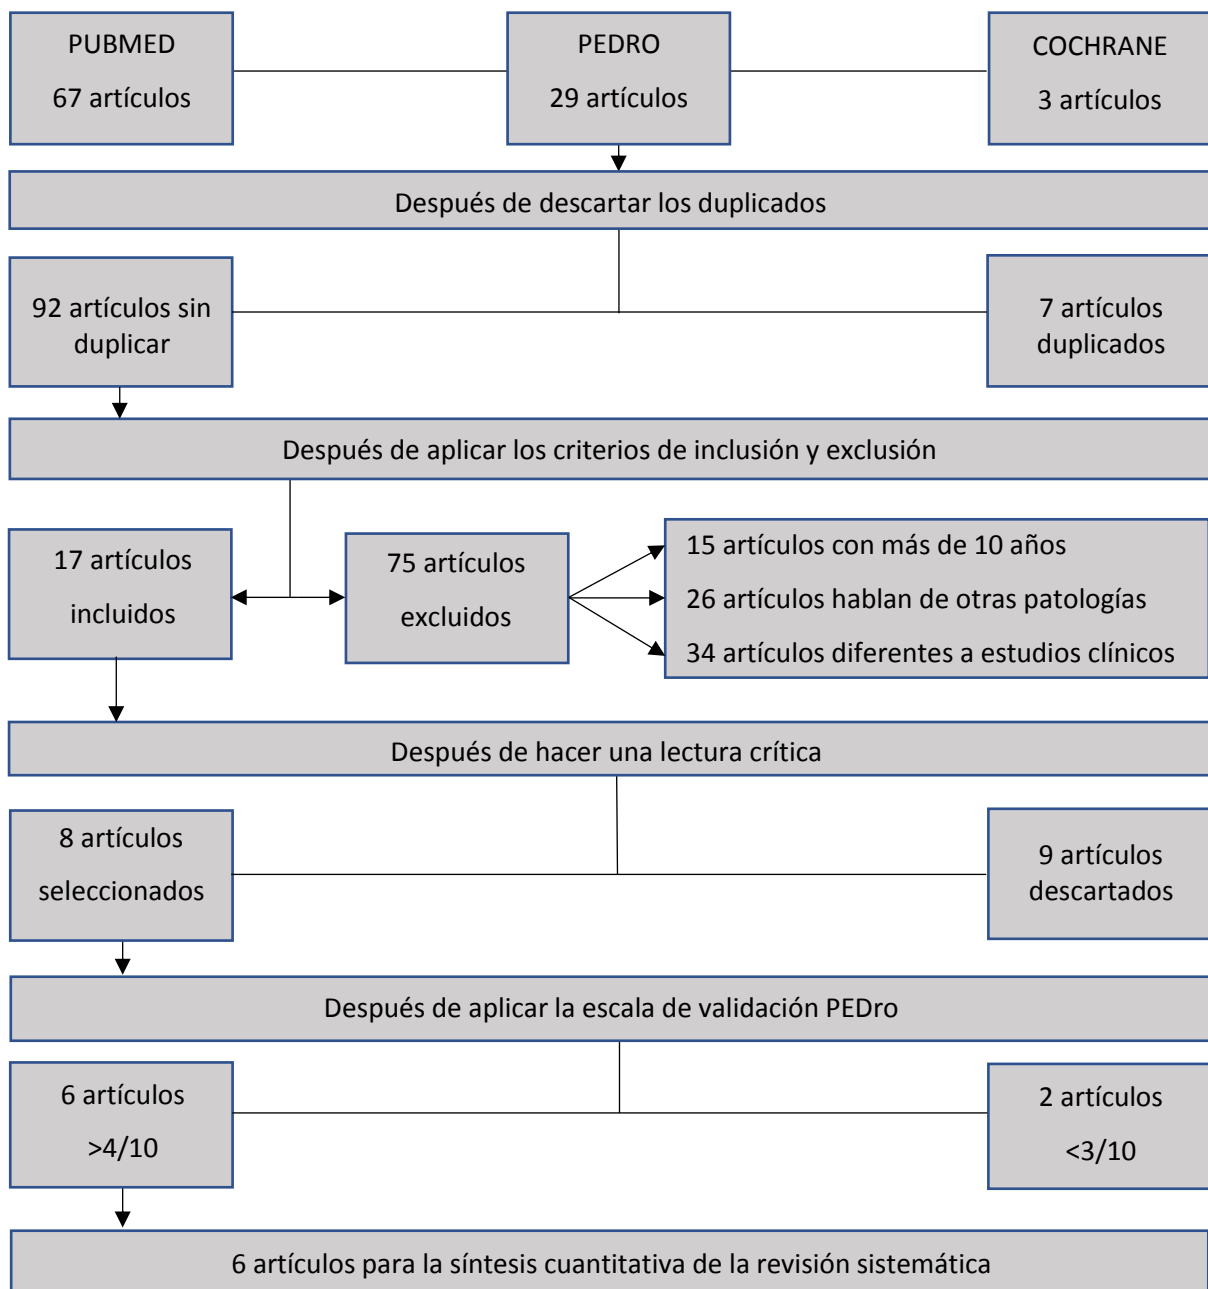 PUBMED
67 artículos
PEDRO
29 artículos
COCHRANE
3 artículos
Después de descartar los duplicados
92 artículos sin
duplicar
7 artículos
duplicados
Después de aplicar los criterios de inclusión y exclusión
17 artículos
incluidos
75 artículos
excluidos
15 artículos con más de 10 años
26 artículos hablan de otras patologías
34 artículos diferentes a estudios clínicos
Después de hacer una lectura crítica
8 artículos
seleccionados
9 artículos
descartados
Después de aplicar la escala de validación PEDro
6 artículos
>4/10
2 artículos
<3/10
6 artículos para la síntesis cuantitativa de la revisión sistemática